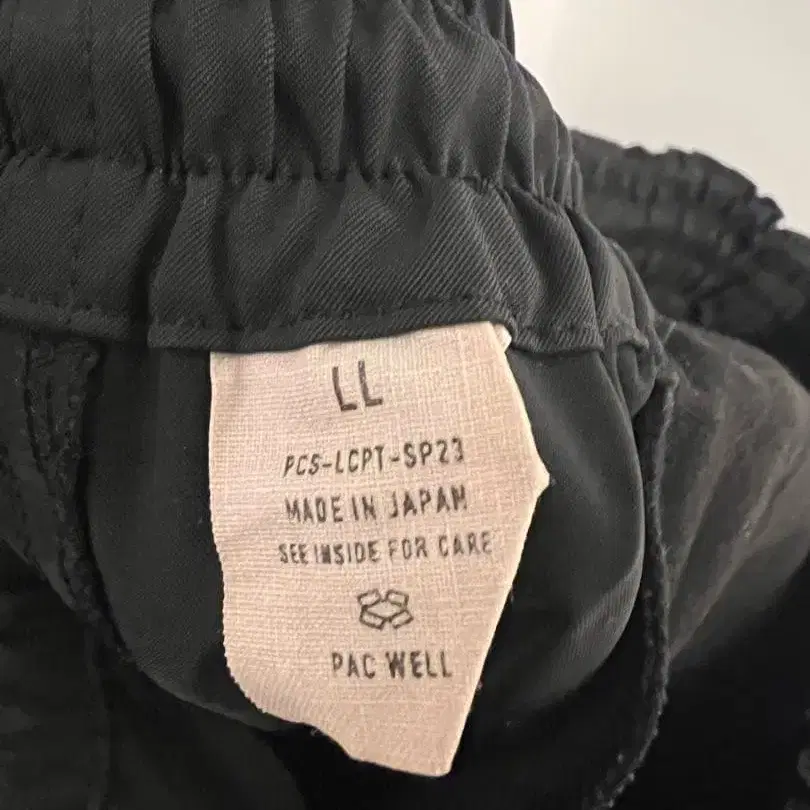 LL
PCS-LCPT-SP23
MADE IN JAPAN
SEE INSIDE FOR CARE
PAC WELL